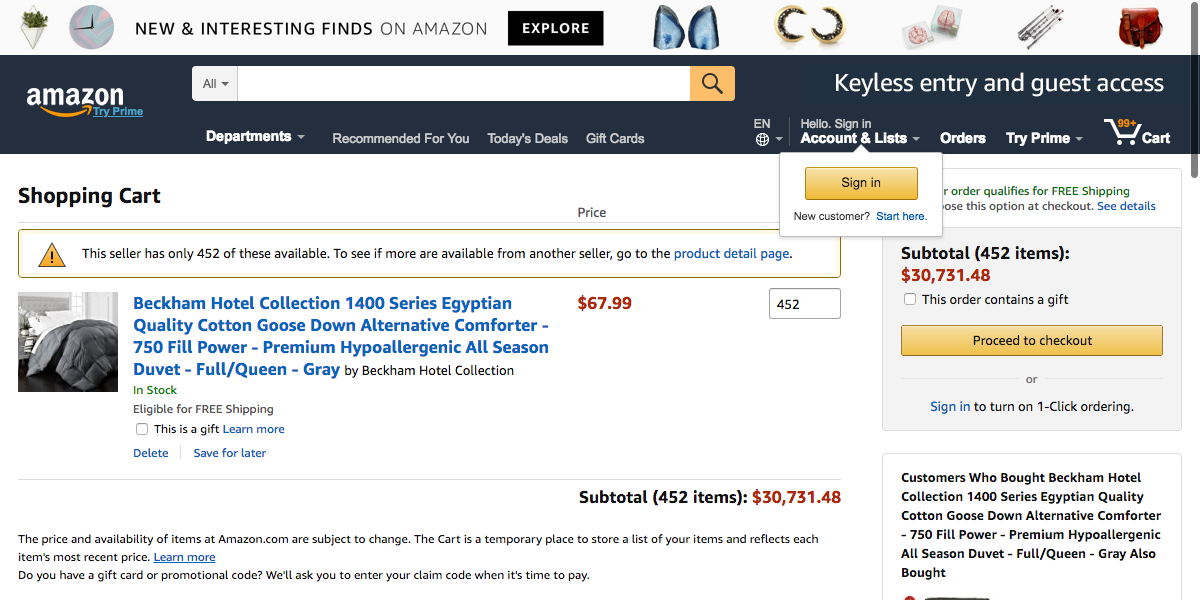 NEW & INTERESTING FINDS ON AMAZON EXPLORE
All
Keyless entry and guest access
amazon
Try Prime
Departments
Recommended For You Today's Deals Gift Cards
EN
Hello. Sign in
Account & Lists
Orders
Try Prime
99+
Cart
Sign in
New customer? Start here.
Shopping Cart
Price
This seller has only 452 of these available. To see if more are available from another seller, go to the product detail page.
Beckham Hotel Collection 1400 Series Egyptian
Quality Cotton Goose Down Alternative Comforter -
750 Fill Power - Premium Hypoallergenic All Season
Duvet - Full/Queen - Gray by Beckham Hotel Collection
$67.99
452
In Stock
Eligible for FREE Shipping
This is a gift Learn more
Delete Save for later
Subtotal (452 items): $30,731.48
The price and availability of items at Amazon.com are subject to change. The Cart is a temporary place to store a list of your items and reflects each
item's most recent price. Learn more
Do you have a gift card or promotional code? We'll ask you to enter your claim code when it's time to pay.
r order qualifies for FREE Shipping
ose this option at checkout. See details
Subtotal (452 items):
$30,731.48
This order contains a gift
Proceed to checkout
or
Sign in to turn on 1-Click ordering.
Customers Who Bought Beckham Hotel
Collection 1400 Series Egyptian Quality
Cotton Goose Down Alternative Comforter
- 750 Fill Power - Premium Hypoallergenic
All Season Duvet - Full/Queen - Gray Also
Bought